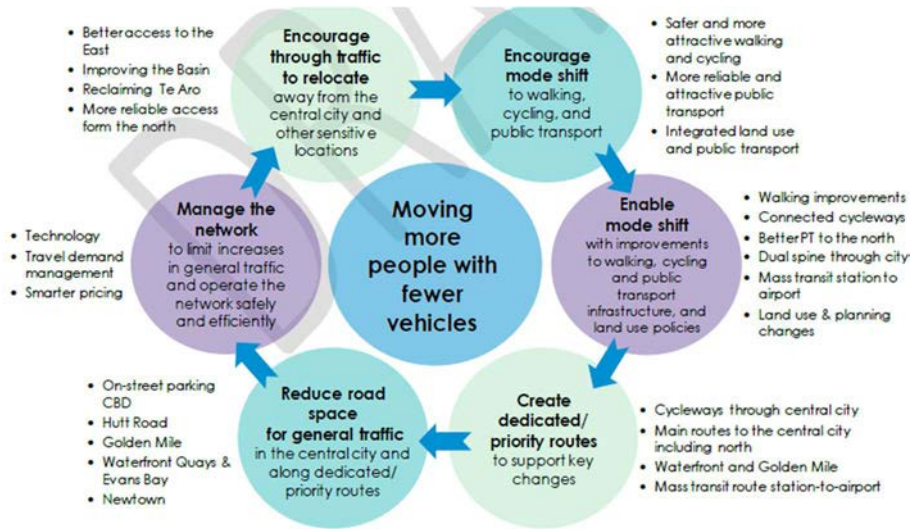 • Better access to the
East
• Improving the Basin
• Reclaiming Te Aro
• More reliable access
form the north
Encourage
through traffic
to relocate
away from the
central city and
other sensitive
locations
Encourage
mode shift
to walking,
cycling, and
public transport
• Safer and more
attractive walking
and cycling
• More reliable and
attractive public
transport
• Integrated land use
and public transport
• Technology
• Travel demand
management
• Smarter pricing
Manage the
network
to limit increases
in general traffic
and operate the
network safely
and efficiently
Moving
more
people with
fewer
vehicles
Enable
mode shift
with improvements
to walking, cycling
and public
transport
infrastructure, and
land use policies
• Walking improvements
• Connected cycleways
• Better PT to the north
• Dual spine through city
• Mass transit station to
airport
• Land use & planning
changes
• On-street parking
CBD
• Hutt Road
• Golden Mile
• Waterfront Quays &
Evans Bay
• Newtown
Reduce road
space
for general traffic
in the central city and
along dedicated/
priority routes
Create
dedicated/
priority routes
to support key
changes
• Cycleways through central city
• Main routes to the central city
including north
• Waterfront and Golden Mile
• Mass transit route station-to-airport